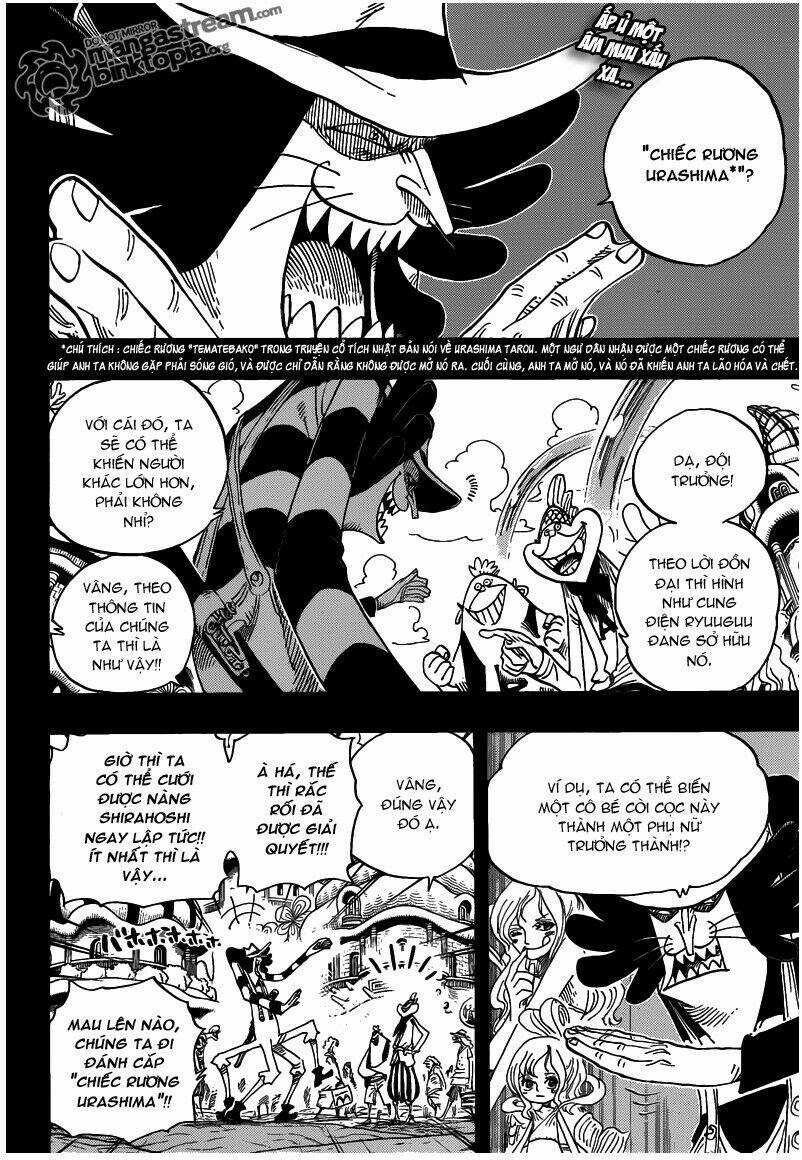 DO NOT MIRROR
mangastream.com
binktopia.org
ẤP Ủ MỘT
ÂM MƯU XẤU
XA...
"CHIẾC RƯƠNG
URASHIMA*"?
*CHÚ THÍCH : CHIẾC RƯƠNG "TEMATEBAKO" TRONG TRUYỆN CỔ TÍCH NHẬT BẢN NÓI VỀ URASHIMA TAROU. MỘT NGƯ DÂN NHẬN ĐƯỢC MỘT CHIẾC RƯƠNG CÓ THỂ
GIÚP ANH TA KHÔNG GẶP PHẢI SÓNG GIÓ, VÀ ĐƯỢC CHỈ DẪN RẰNG KHÔNG ĐƯỢC MỞ NÓ RA. CUỐI CÙNG, ANH TA MỞ NÓ, VÀ NÓ ĐÃ KHIẾN ANH TA LÃO HÓA VÀ CHẾT.
DẠ, ĐỘI
TRƯỞNG!
THEO LỜI ĐỒN
ĐẠI THÌ HÌNH
NHƯ CUNG
ĐIỆN RYUUGUU
ĐANG SỞ HỮU
NÓ.
VỚI CÁI ĐÓ, TA
SẼ CÓ THỂ
KHIẾN NGƯỜI
KHÁC LỚN HƠN,
PHẢI KHÔNG
NHỈ?
VÂNG, THEO
THÔNG TIN
CỦA CHÚNG
TA THÌ LÀ
NHƯ VẬY!!
VÍ DỤ, TA CÓ THỂ BIẾN
MỘT CÔ BÉ CÒI CỌC NÀY
THÀNH MỘT PHỤ NỮ
TRƯỞNG THÀNH!?
VÂNG,
ĐÚNG VẬY
ĐÓ Ạ.
À HÁ, THẾ
THÌ RẮC
RỐI ĐÃ
ĐƯỢC GIẢI
QUYẾT!!!
GIỜ THÌ TA
CÓ THỂ CƯỚI
ĐƯỢC NÀNG
SHIRAHOSHI
NGAY LẬP TỨC!!
ÍT NHẤT THÌ LÀ
VẬY...
バホホホホホ
MAU LÊN NÀO,
CHÚNG TA ĐI
ĐÁNH CẮP
"CHIẾC RƯƠNG
URASHIMA"!!